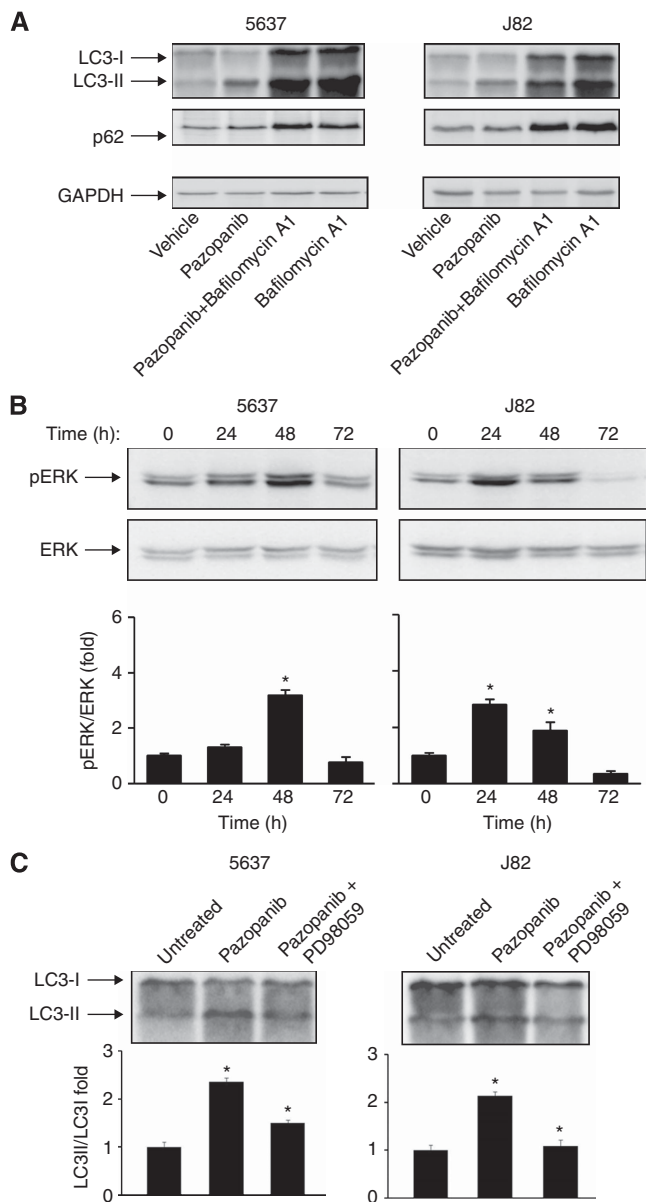 A
5637
J82
LC3-I
LC3-II
p62
GAPDH
Vehicle
Pazopanib
Pazopanib+Bafilomycin A1
Bafilomycin A1
Vehicle
Pazopanib
Pazopanib+Bafilomycin A1
Bafilomycin A1
B
5637
J82
Time (h): 0 24 48 72
0 24 48 72
pERK
ERK
pERK/ERK (fold)
6
4
2
0
*
* *
0 24 48 72
0 24 48 72
Time (h)
Time (h)
C
5637
J82
Untreated
Pazopanib
Pazopanib +
PD98059
Untreated
Pazopanib
Pazopanib +
PD98059
LC3-I
LC3-II
LC3II/LC3I fold
3
2
1
0
* *
3
2
1
0
* *